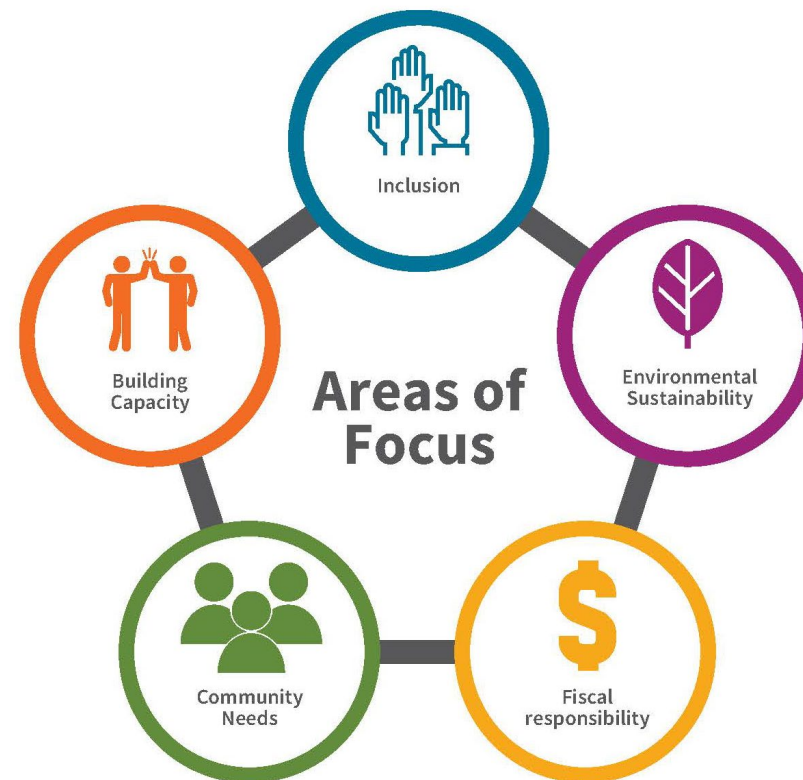 Inclusion
Building
Capacity
Environmental
Sustainability
Areas of
Focus
Community
Needs
Fiscal
responsibility